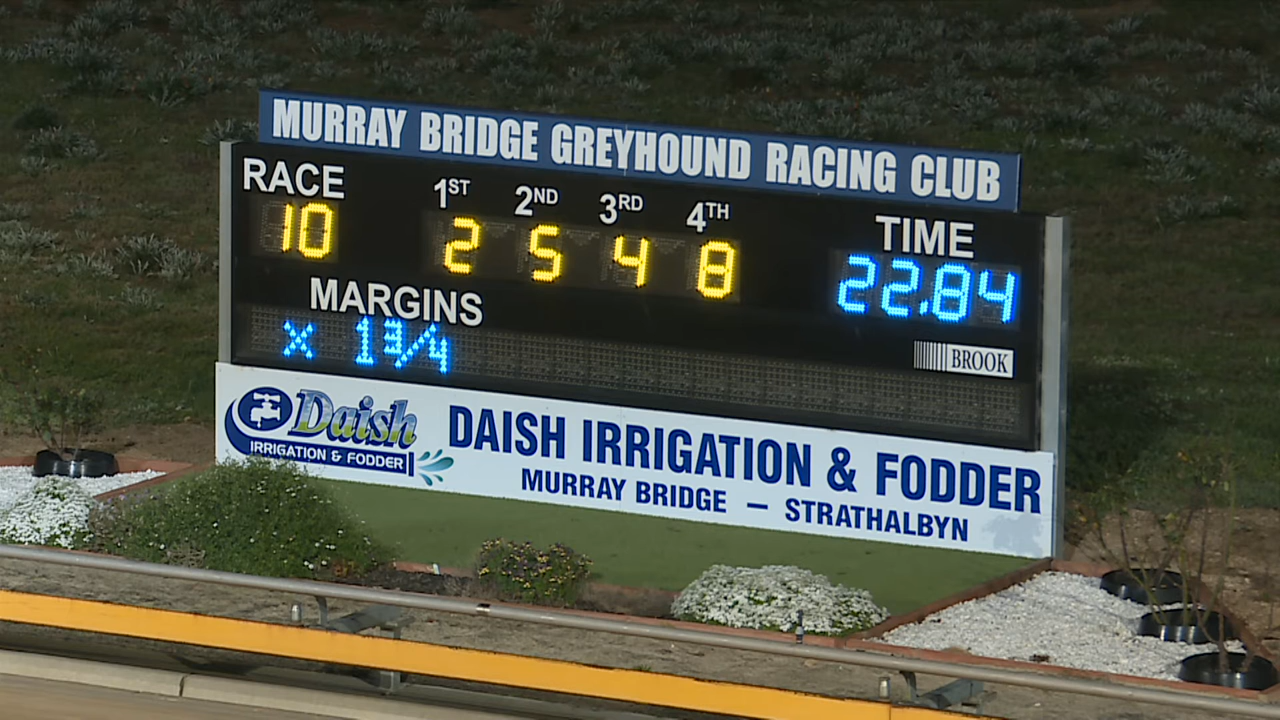 MURRAY BRIDGE GREYHOUND RACING CLUB
RACE 1ST 2ND 3RD 4TH TIME
10 2 5 4 8 22.84
MARGINS
x 1 3/4
BROOK
Daish
IRRIGATION & FODDER
DAISH IRRIGATION & FODDER
MURRAY BRIDGE — STRATHALBYN